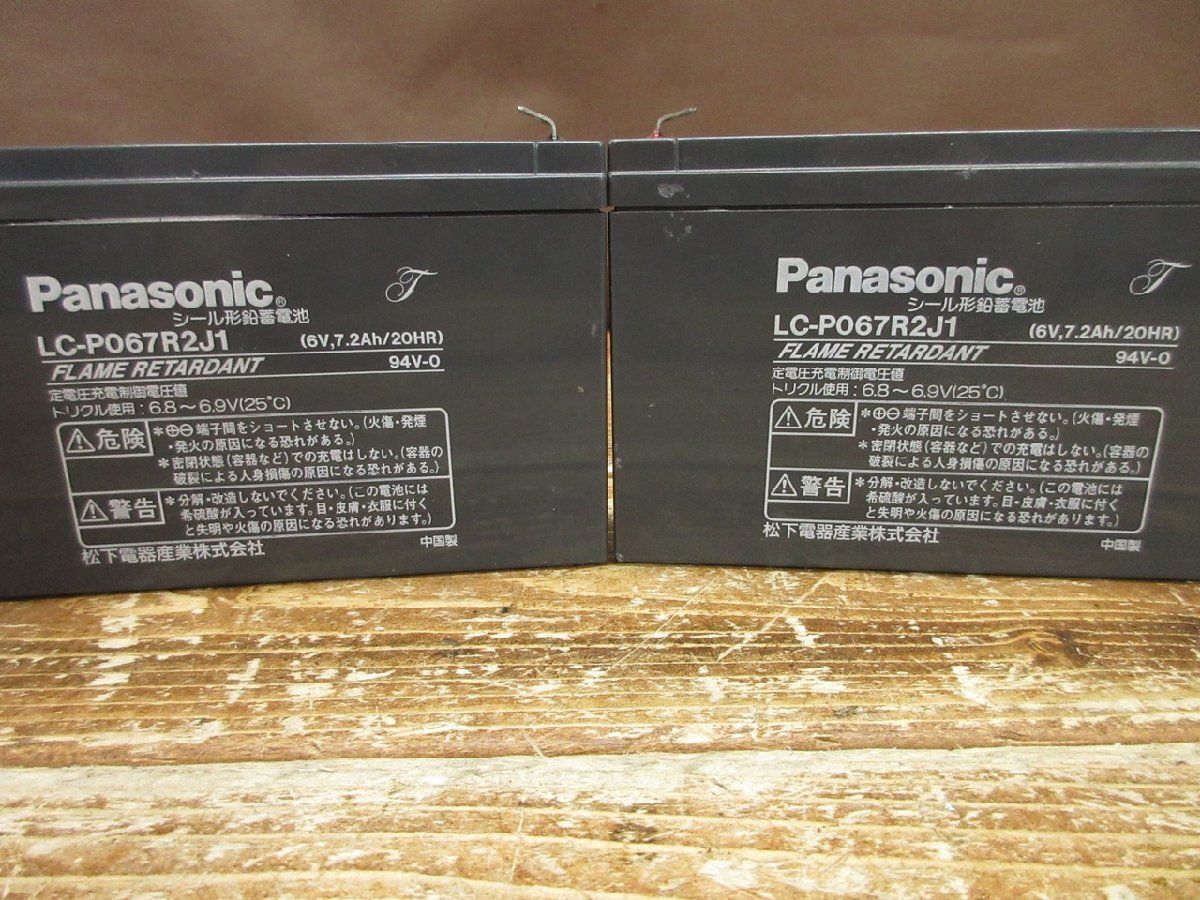 Panasonic®
シール形鉛蓄電池
LC-P067R2J1 (6V,7.2Ah/20HR)
FLAME RETARDANT 94V-0
定電圧充電制御電圧値
トリクル使用：6.8～6.9V(25℃)
⚠危険 *⊕⊖端子間をショートさせない。(火傷・発煙
・発火の原因になる恐れがある。)
*密閉状態(容器など)での充電はしない。(容器の
破裂による人身損傷の原因になる恐れがある。)
⚠警告 *分解・改造しないでください。(この電池には
希硫酸が入っています。目・皮膚・衣服に付く
と失明や火傷の原因になる恐れがあります。)
松下電器産業株式会社 中国製
Panasonic®
シール形鉛蓄電池
LC-P067R2J1 (6V,7.2Ah/20HR)
FLAME RETARDANT 94V-0
定電圧充電制御電圧値
トリクル使用：6.8～6.9V(25℃)
⚠危険 *⊕⊖端子間をショートさせない。(火傷・発煙
・発火の原因になる恐れがある。)
*密閉状態(容器など)での充電はしない。(容器の
破裂による人身損傷の原因になる恐れがある。)
⚠警告 *分解・改造しないでください。(この電池には
希硫酸が入っています。目・皮膚・衣服に付く
と失明や火傷の原因になる恐れがあります。)
松下電器産業株式会社 中国製